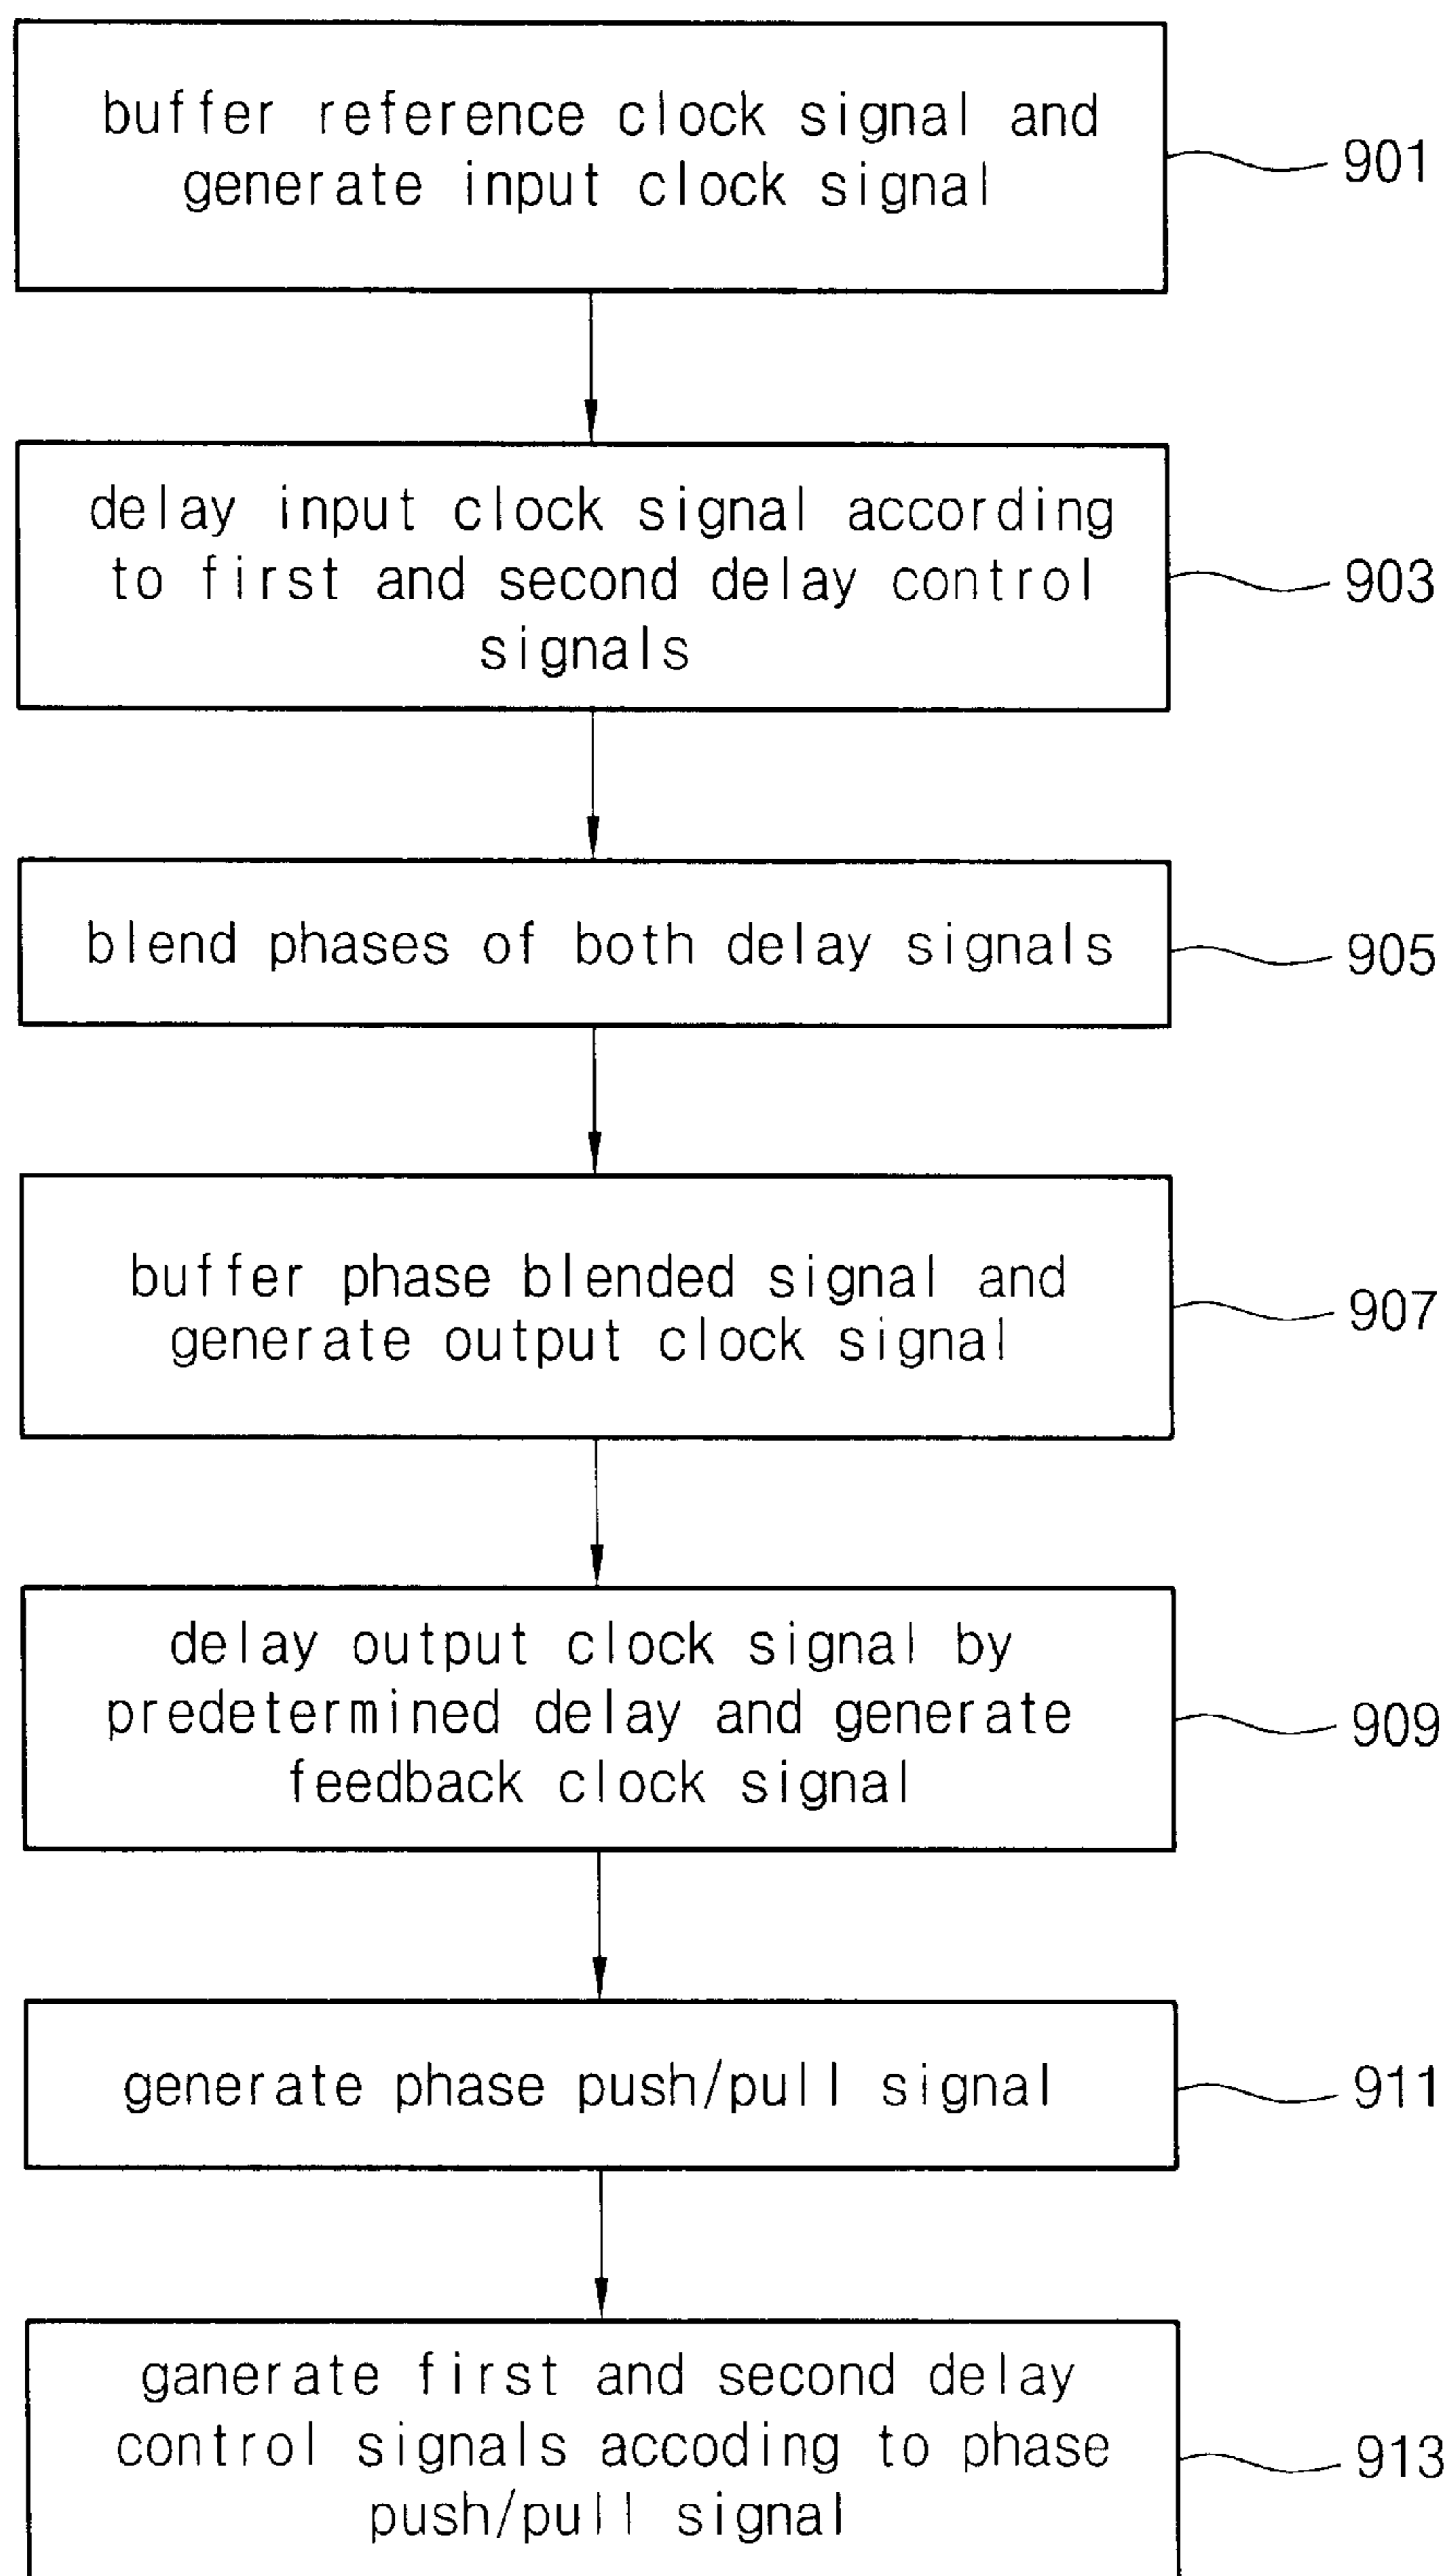 buffer reference clock signal and
generate input clock signal
901
delay input clock signal according
to first and second delay control
signals
903
blend phases of both delay signals
905
buffer phase blended signal and
generate output clock signal
907
delay output clock signal by
predetermined delay and generate
feedback clock signal
909
generate phase push/pull signal
911
ganerate first and second delay
control signals accoding to phase
push/pull signal
913